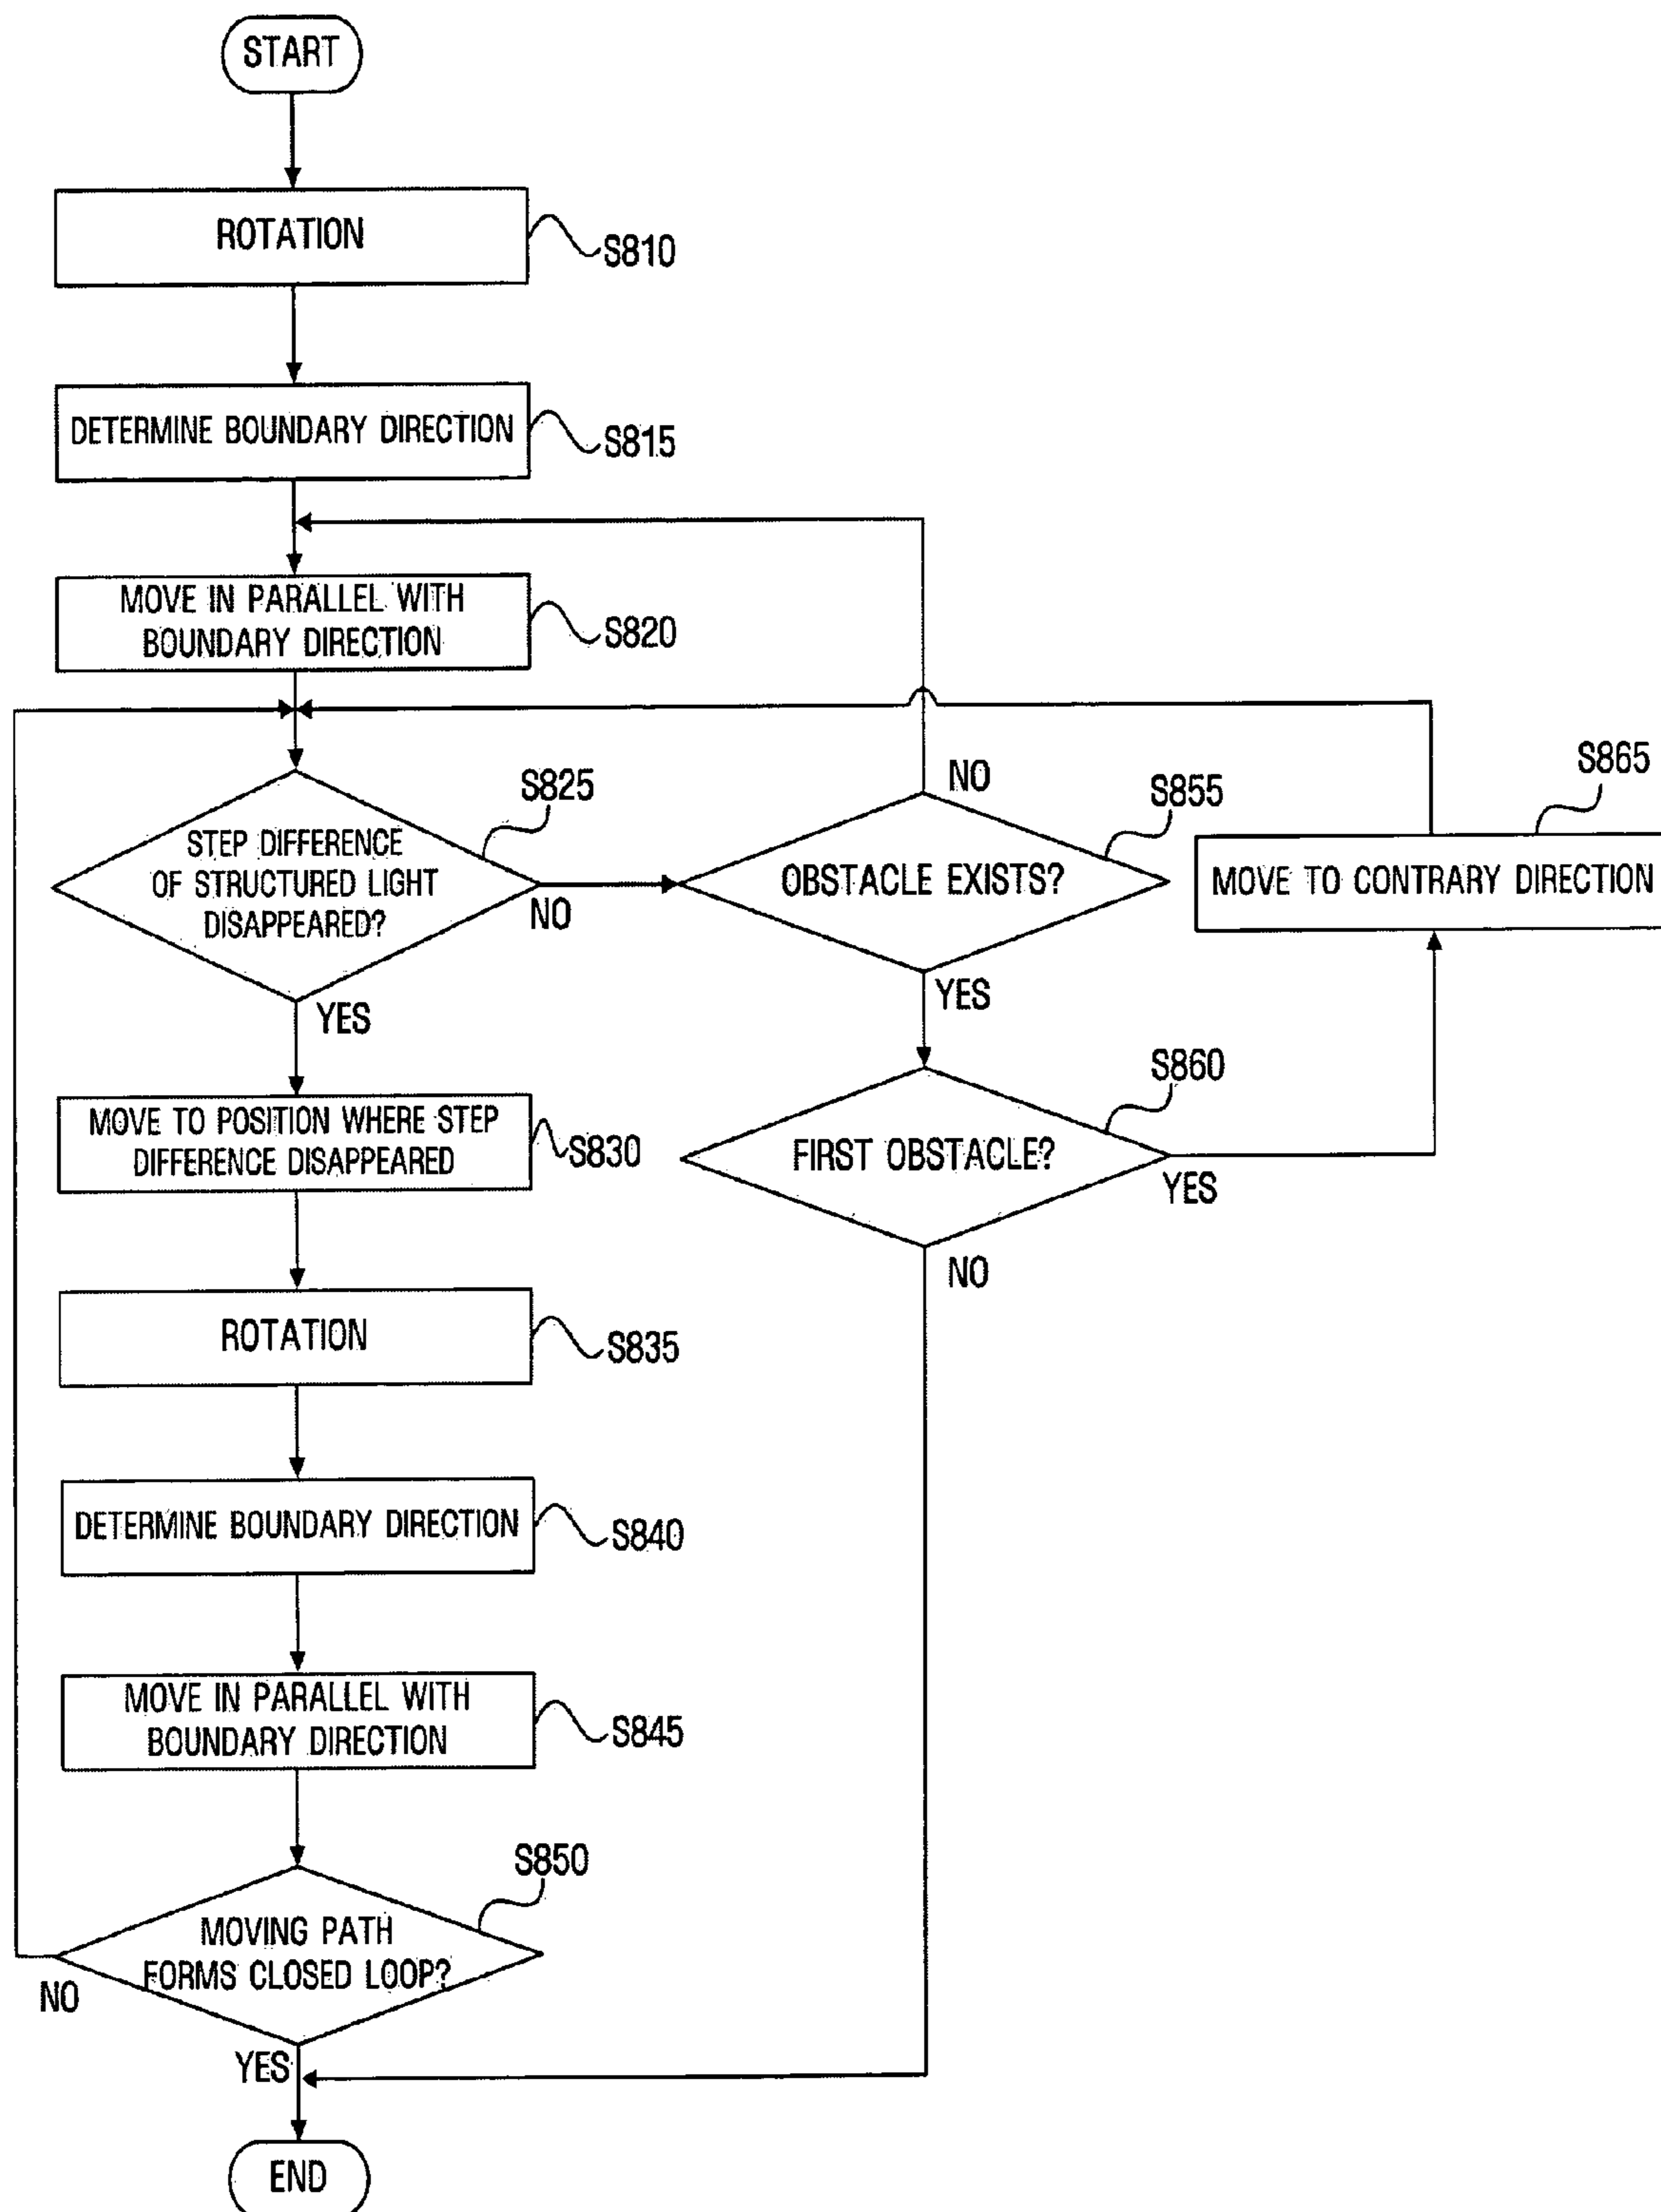 START
ROTATION
S810
DETERMINE BOUNDARY DIRECTION
S815
MOVE IN PARALLEL WITH
BOUNDARY DIRECTION
S820
STEP DIFFERENCE
OF STRUCTURED LIGHT
DISAPPEARED?
S825
NO
YES
OBSTACLE EXISTS?
S855
NO
YES
MOVE TO CONTRARY DIRECTION
S865
FIRST OBSTACLE?
S860
YES
NO
MOVE TO POSITION WHERE STEP
DIFFERENCE DISAPPEARED
S830
ROTATION
S835
DETERMINE BOUNDARY DIRECTION
S840
MOVE IN PARALLEL WITH
BOUNDARY DIRECTION
S845
MOVING PATH
FORMS CLOSED LOOP?
S850
NO
YES
END